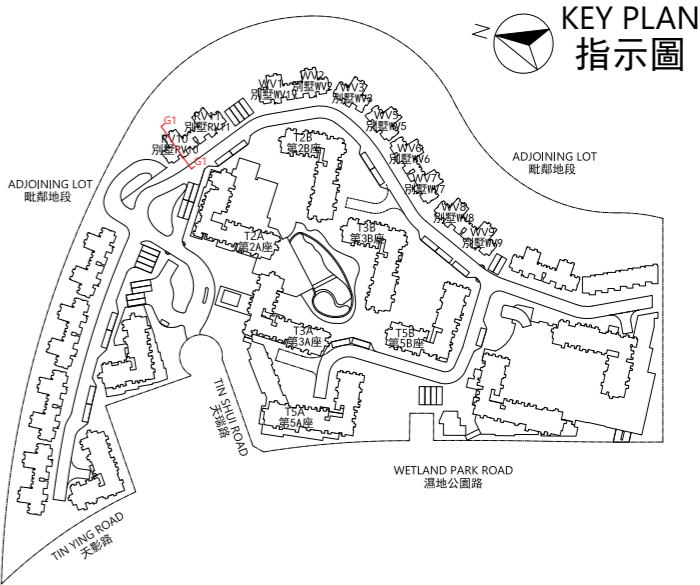 KEY PLAN
指示圖
N
WV1
別墅WV1
WV2
別墅WV2
WV3
別墅WV3
WV5
別墅WV5
WV6
別墅WV6
WV7
別墅WV7
WV8
別墅WV8
WV9
別墅WV9
RV11
別墅RV11
RV10
別墅RV10
G1
G1
ADJOINING LOT
毗鄰地段
ADJOINING LOT
毗鄰地段
T2B
第2B座
T2A
第2A座
T3B
第3B座
T3A
第3A座
T5B
第5B座
T5A
第5A座
TIN SHUI ROAD
天瑞路
WETLAND PARK ROAD
濕地公園路
TIN YING ROAD
天影路